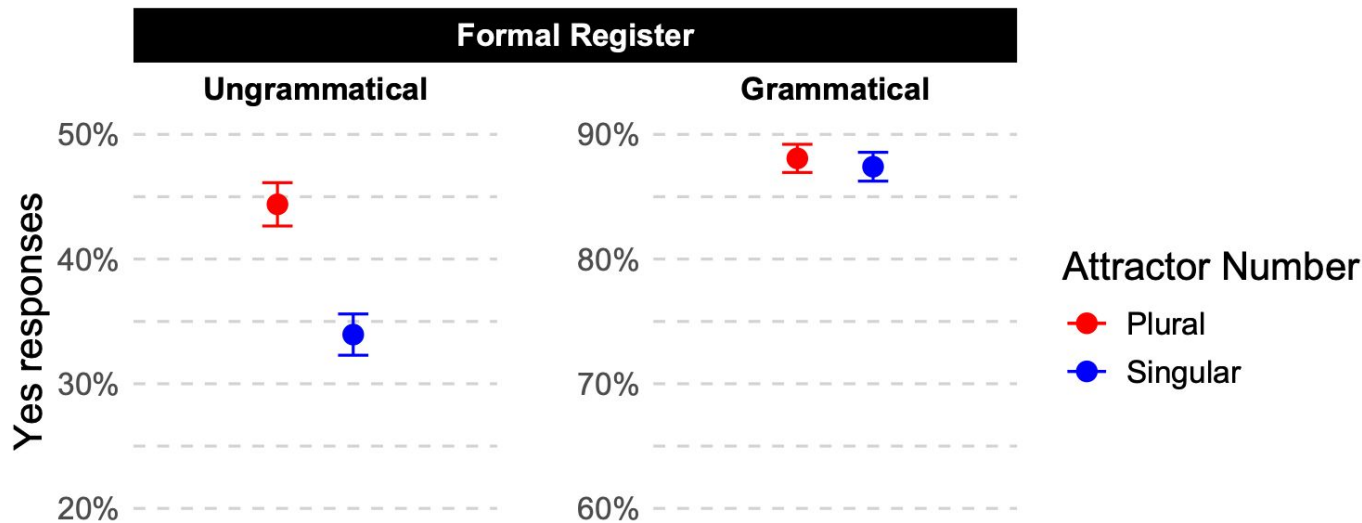 Formal Register
Ungrammatical
Grammatical
Yes responses
50%
40%
30%
20%
90%
80%
70%
60%
Attractor Number
Plural
Singular